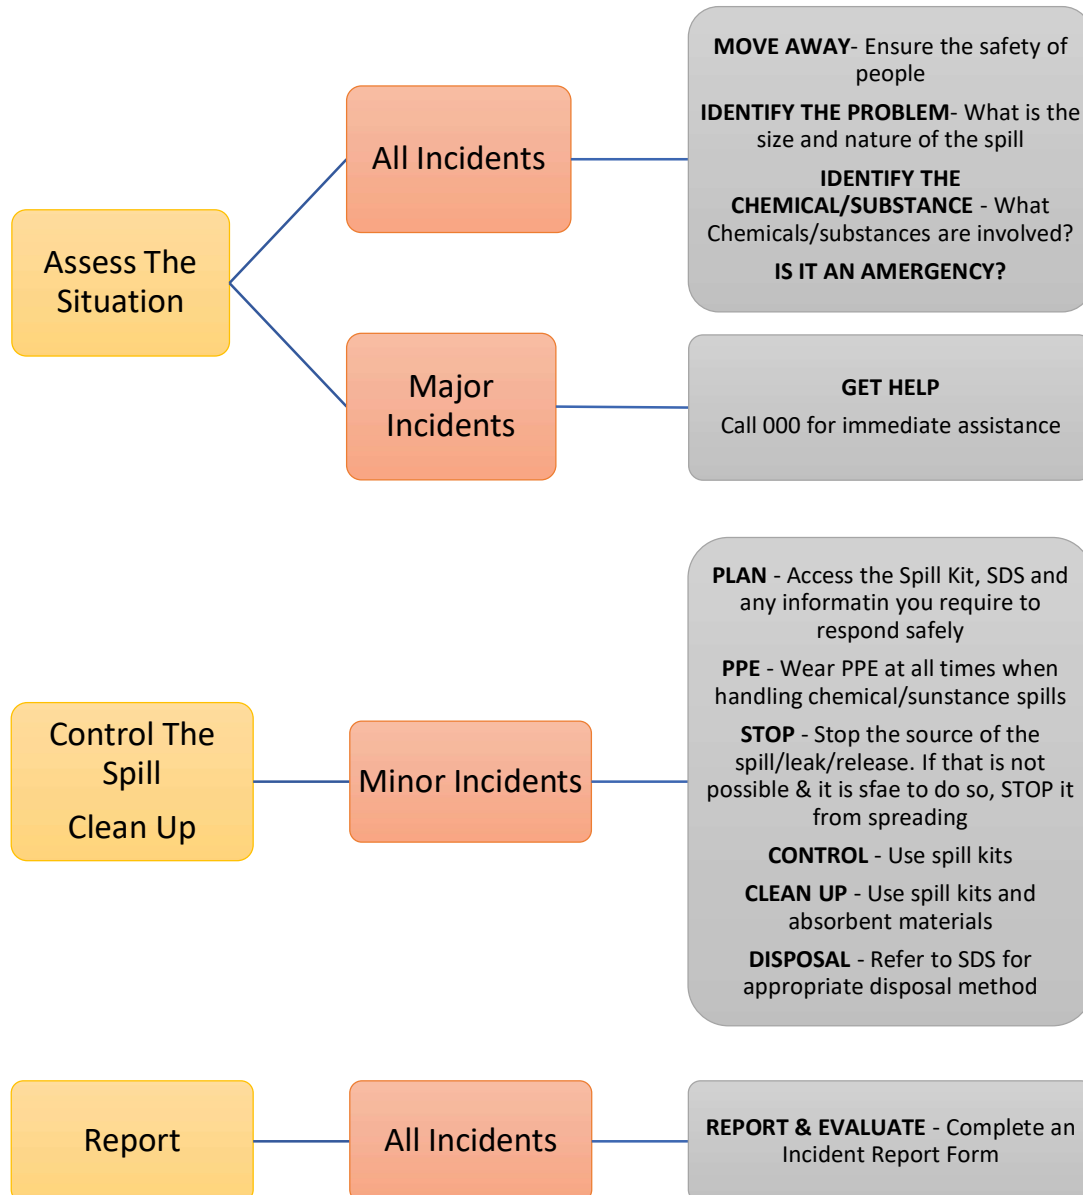 Assess The
Situation
All Incidents
MOVE AWAY- Ensure the safety of
people
IDENTIFY THE PROBLEM- What is the
size and nature of the spill
IDENTIFY THE
CHEMICAL/SUBSTANCE - What
Chemicals/substances are involved?
IS IT AN AMERGENCY?
Major
Incidents
GET HELP
Call 000 for immediate assistance
Control The
Spill
Clean Up
Minor Incidents
PLAN - Access the Spill Kit, SDS and
any informatin you require to
respond safely
PPE - Wear PPE at all times when
handling chemical/sunstance spills
STOP - Stop the source of the
spill/leak/release. If that is not
possible & it is sfae to do so, STOP it
from spreading
CONTROL - Use spill kits
CLEAN UP - Use spill kits and
absorbent materials
DISPOSAL - Refer to SDS for
appropriate disposal method
Report
All Incidents
REPORT & EVALUATE - Complete an
Incident Report Form